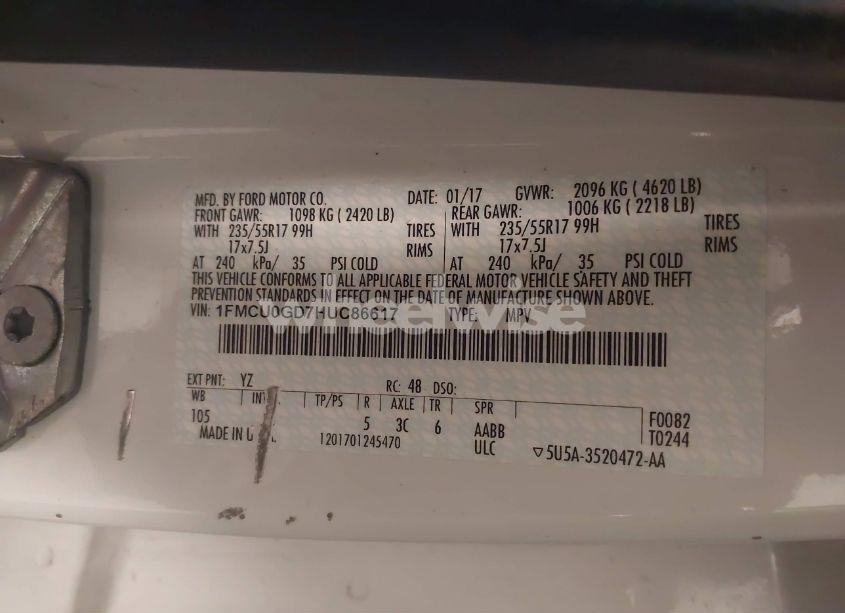 MFD. BY FORD MOTOR CO. DATE: 01/17 GVWR: 2096 KG ( 4620 LB)
FRONT GAWR: 1098 KG ( 2420 LB) REAR GAWR: 1006 KG ( 2218 LB)
WITH 235/55R17 99H TIRES WITH 235/55R17 99H TIRES
17x7.5J RIMS 17x7.5J RIMS
AT 240 kPa/ 35 PSI COLD AT 240 kPa/ 35 PSI COLD
THIS VEHICLE CONFORMS TO ALL APPLICABLE FEDERAL MOTOR VEHICLE SAFETY AND THEFT
PREVENTION STANDARDS IN EFFECT ON THE DATE OF MANUFACTURE SHOWN ABOVE.
VIN: 1FMCU0GD7HUC86617 TYPE: MPV
wheelwise
EXT PNT: YZ RC: 48 DSO:
WB TP/PS R AXLE TR SPR
105 5 3C 6 AABB F0082
MADE IN 1201701245470 ULC T0244
5U5A-3520472-AA